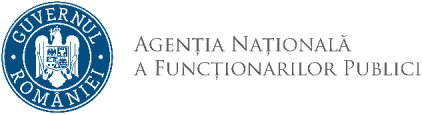 GUVERNUL
ROMÂNIEI
AGENȚIA NAȚIONALĂ
A FUNCȚIONARILOR PUBLICI